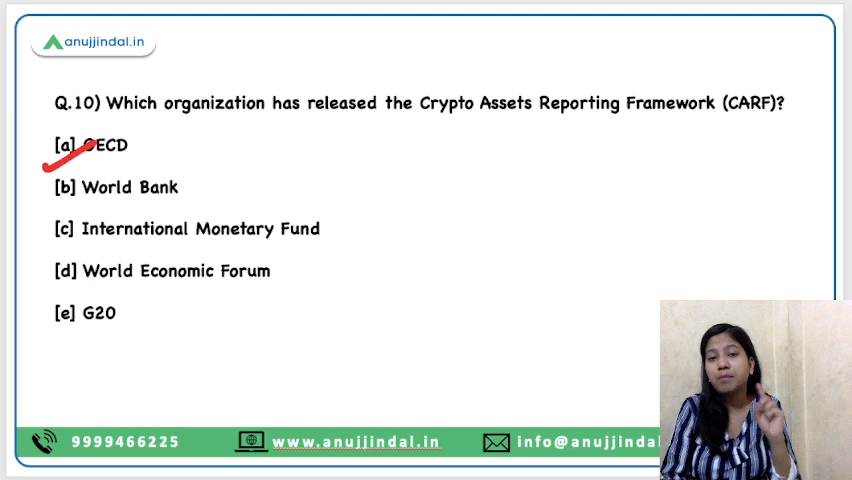 anujjindal.in
Q.10) Which organization has released the Crypto Assets Reporting Framework (CARF)?
[a] OECD
[b] World Bank
[c] International Monetary Fund
[d] World Economic Forum
[e] G20
9999466225 www.anujjindal.in info@anujjindal